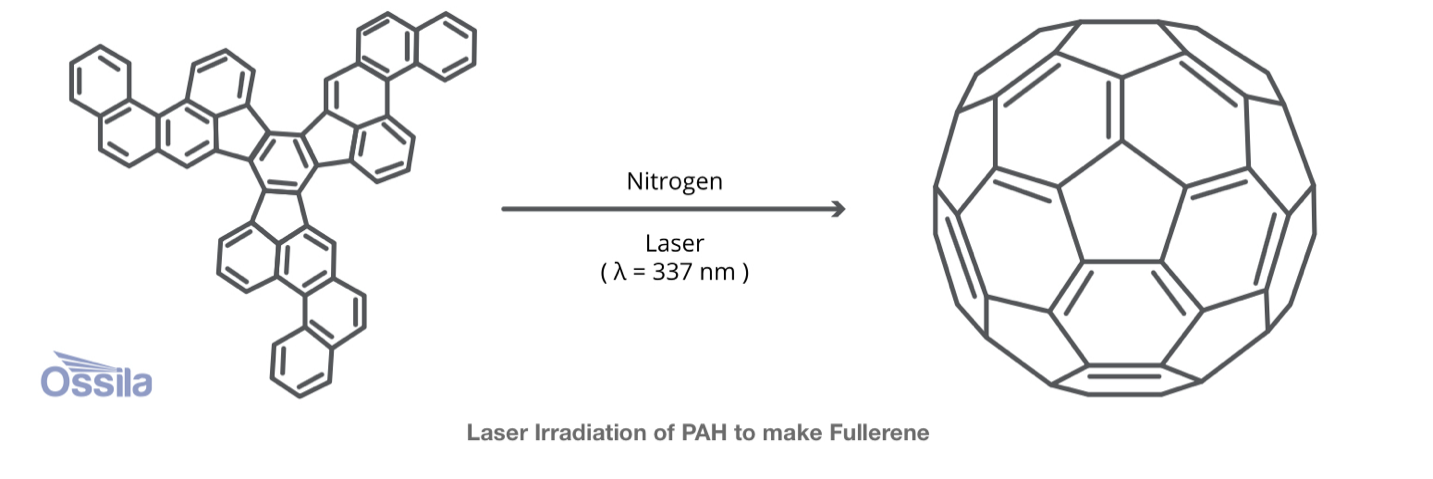 Nitrogen
Laser
( λ = 337 nm )
Ossila
Laser Irradiation of PAH to make Fullerene